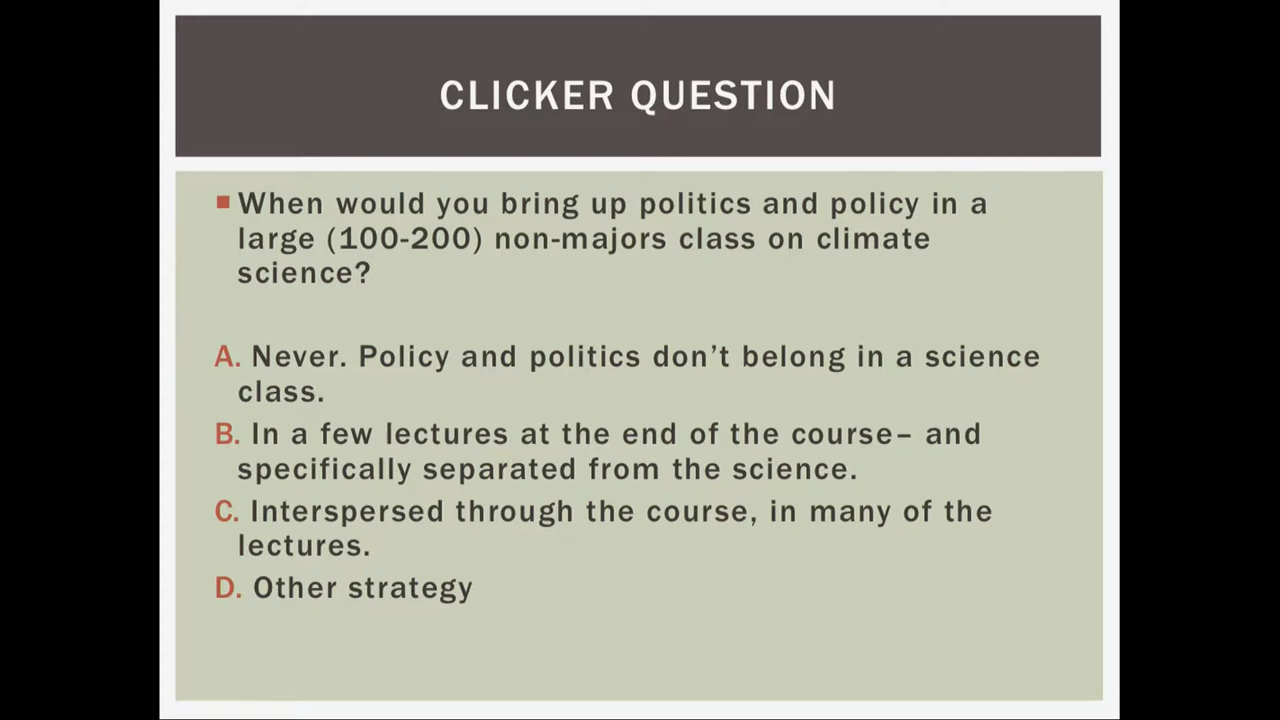 CLICKER QUESTION
When would you bring up politics and policy in a
large (100-200) non-majors class on climate
science?
A. Never. Policy and politics don’t belong in a science
class.
B. In a few lectures at the end of the course– and
specifically separated from the science.
C. Interspersed through the course, in many of the
lectures.
D. Other strategy